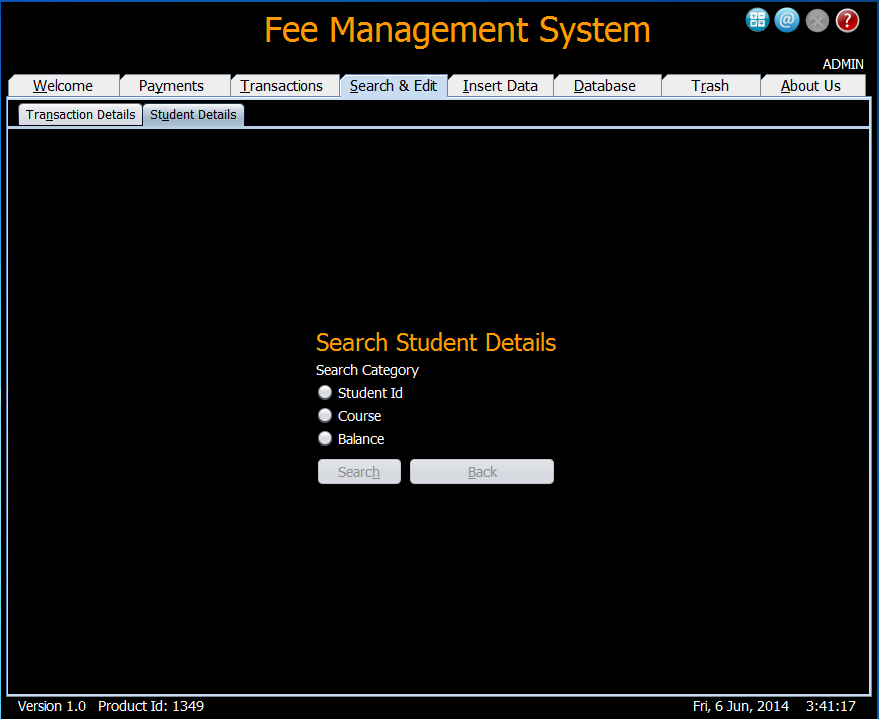 Fee Management System
@ ?
ADMIN
Welcome Payments Transactions Search & Edit Insert Data Database Trash About Us
Transaction Details Student Details
Search Student Details
Search Category
Student Id
Course
Balance
Search Back
Version 1.0 Product Id: 1349 Fri, 6 Jun, 2014 3:41:17